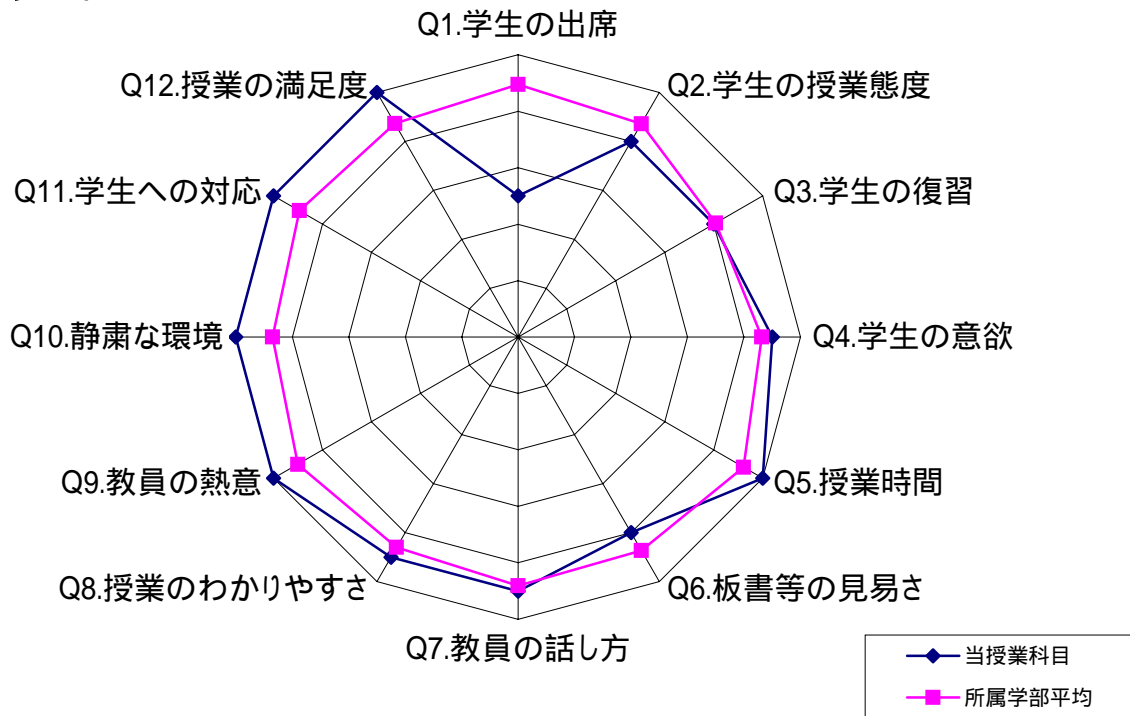 Q1.学生の出席
Q2.学生の授業態度
Q3.学生の復習
Q4.学生の意欲
Q5.授業時間
Q6.板書等の見易さ
Q7.教員の話し方
Q8.授業のわかりやすさ
Q9.教員の熱意
Q10.静粛な環境
Q11.学生への対応
Q12.授業の満足度
当授業科目
所属学部平均